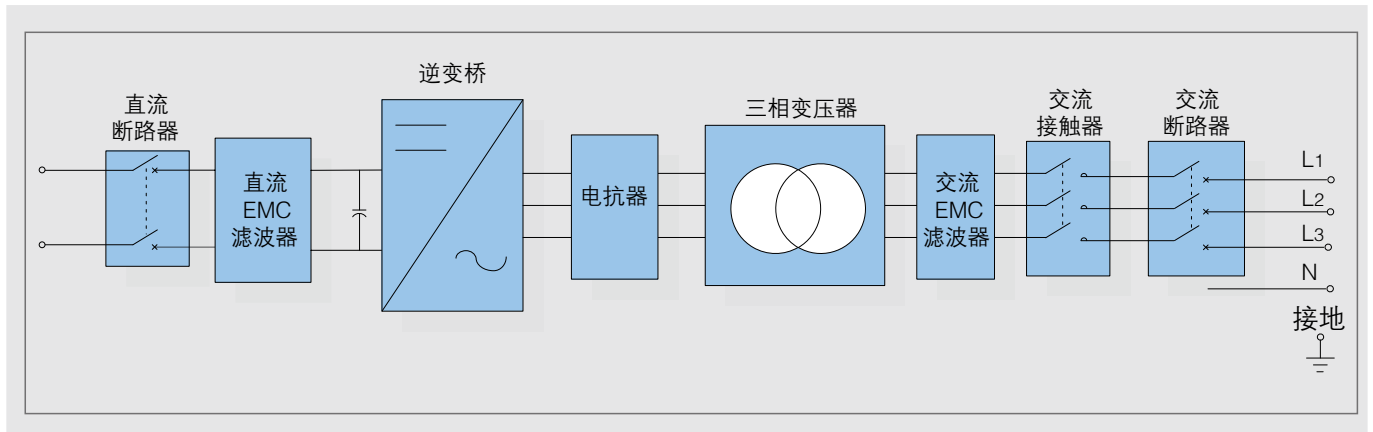 直流
断路器
直流
EMC
滤波器
逆变桥
电抗器
三相变压器
交流
EMC
滤波器
交流
接触器
交流
断路器
L1
L2
L3
N
接地